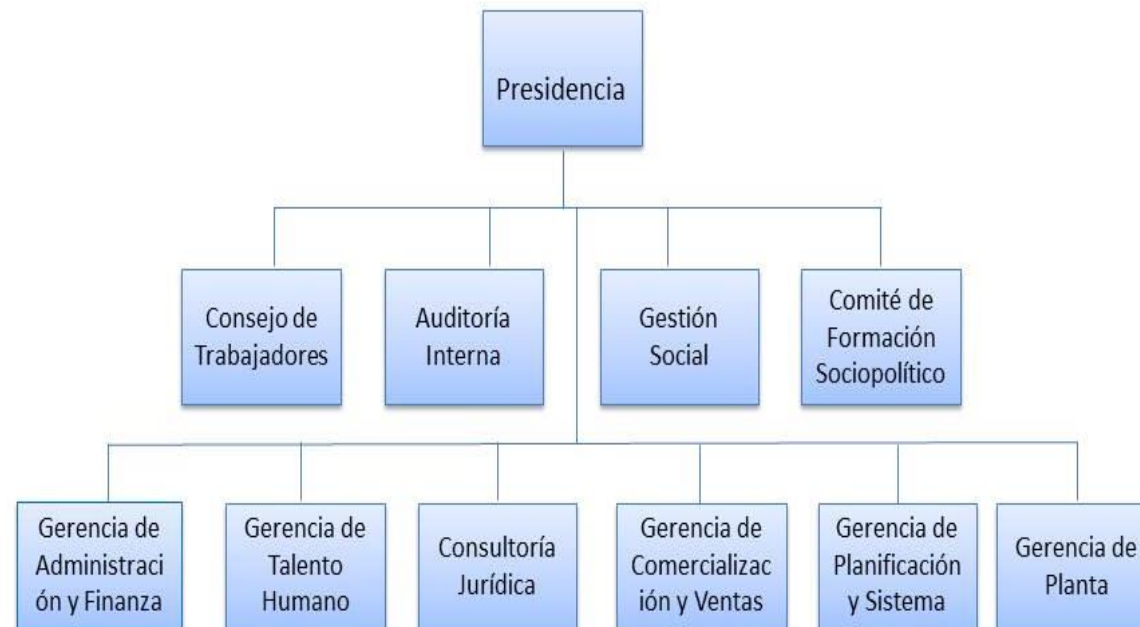 Presidencia
Consejo de
Trabajadores
Auditoría
Interna
Gestión
Social
Comité de
Formación
Sociopolítico
Gerencia de
Administraci
ón y Finanza
Gerencia de
Talento
Humano
Consultoría
Jurídica
Gerencia de
Comercializac
ión y Ventas
Gerencia de
Planificación
y Sistema
Gerencia de
Planta